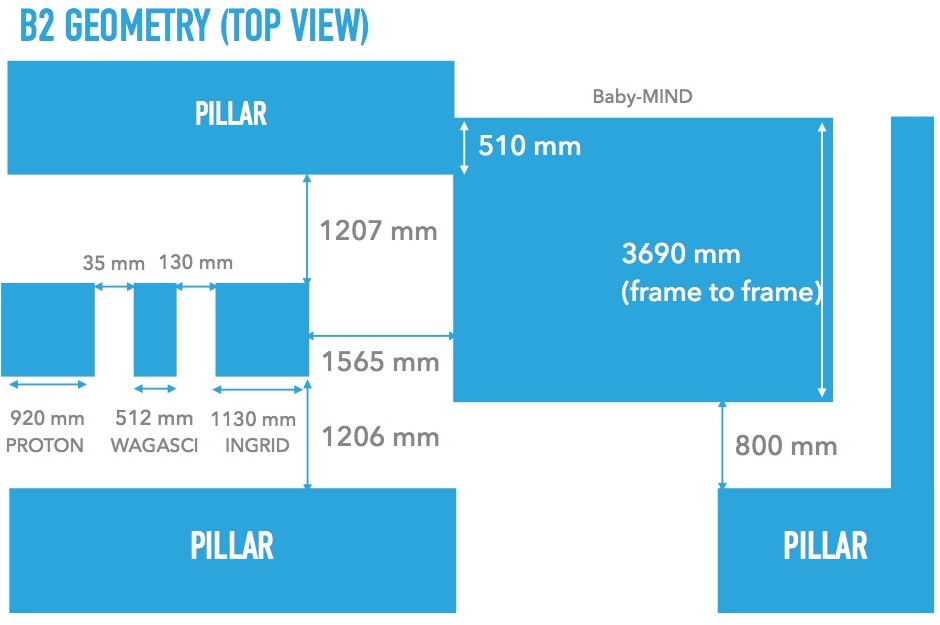 B2 GEOMETRY (TOP VIEW)
PILLAR
Baby-MIND
510 mm
1207 mm
3690 mm
(frame to frame)
35 mm 130 mm
1565 mm
920 mm 512 mm 1130 mm
PROTON WAGASCI INGRID
1206 mm
800 mm
PILLAR
PILLAR